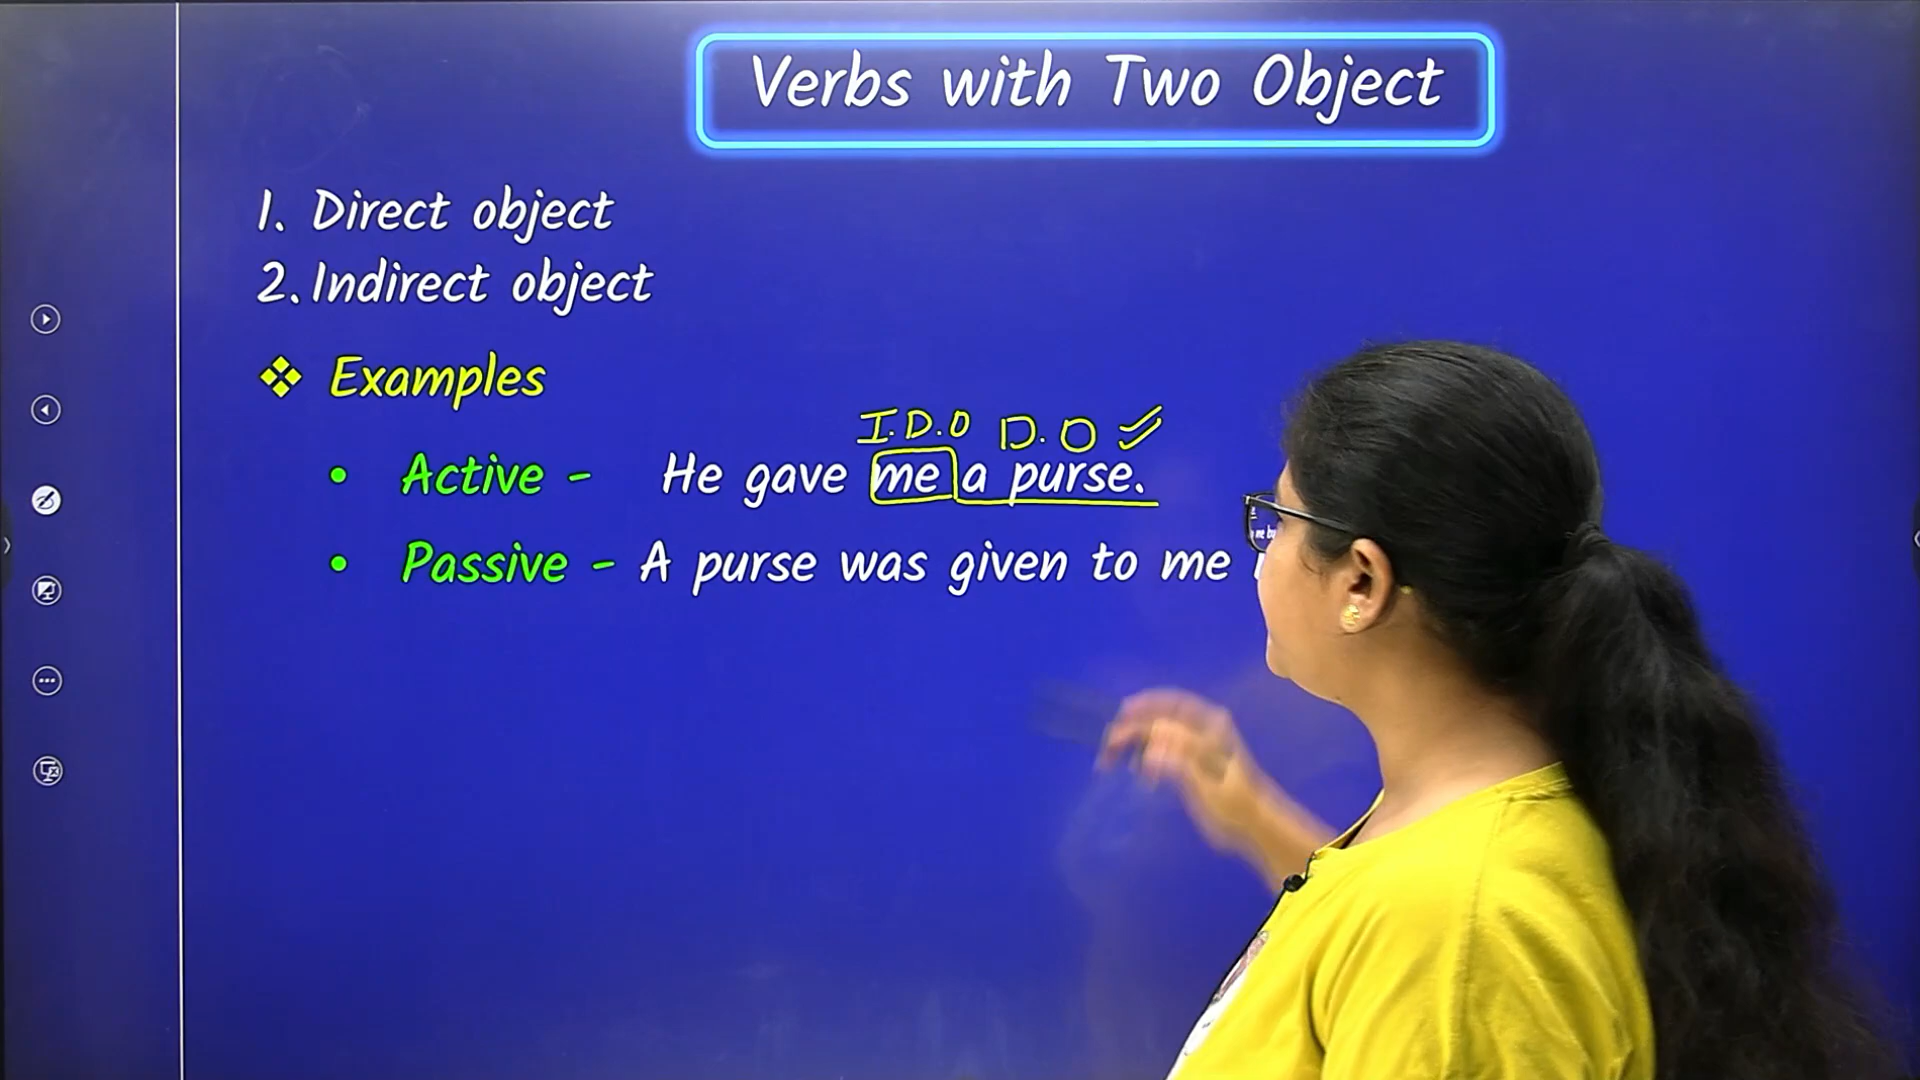 Verbs with Two Object
1. Direct object
2. Indirect object
❖ Examples
I.D.O D.O ✓
• Active - He gave me a purse.
• Passive - A purse was given to me